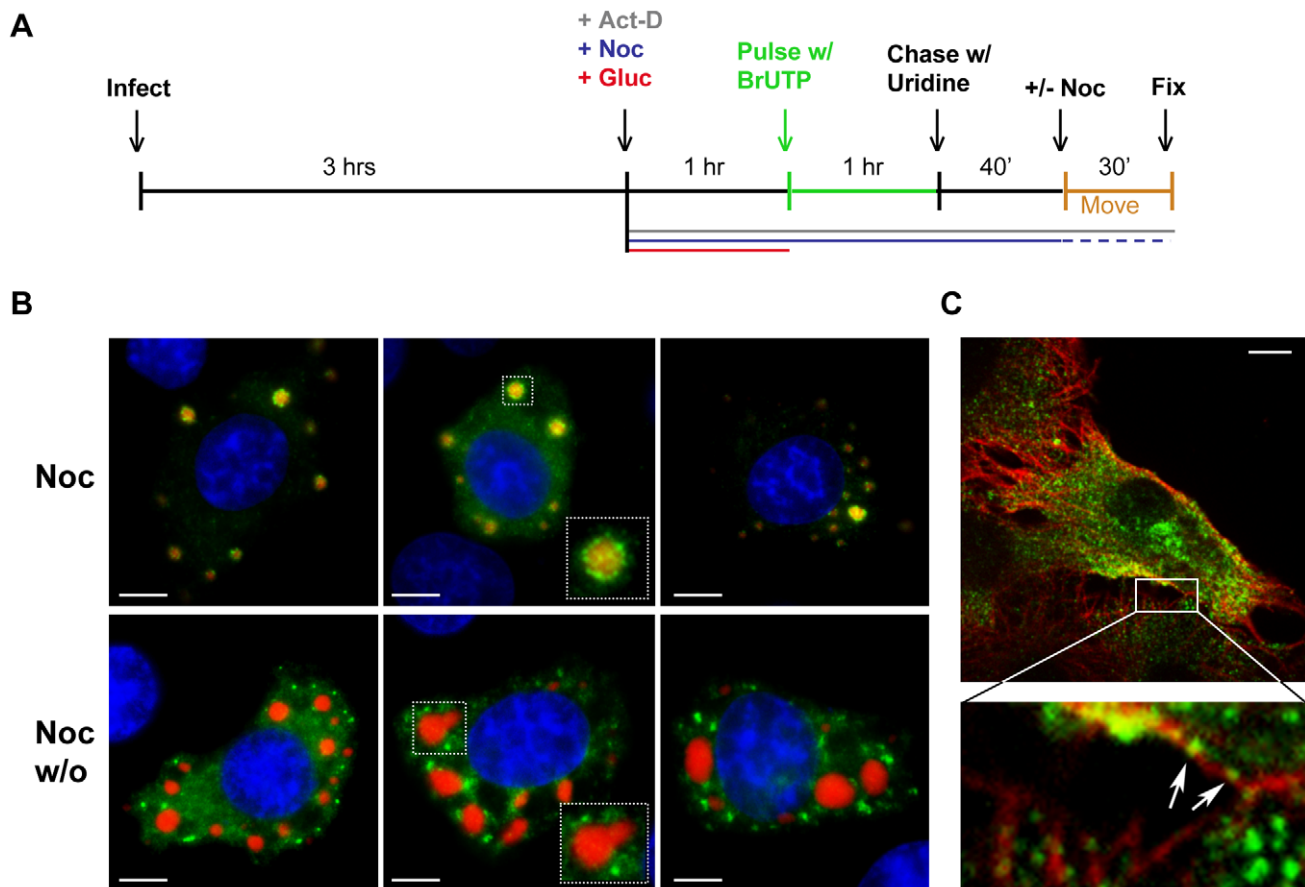 A
+ Act-D
+ Noc
+ Gluc
Infect
Pulse w/
BrUTP
Chase w/
Uridine
+/- Noc
Fix
3 hrs
1 hr
1 hr
40’
30’
Move
B
C
Noc
Noc
w/o